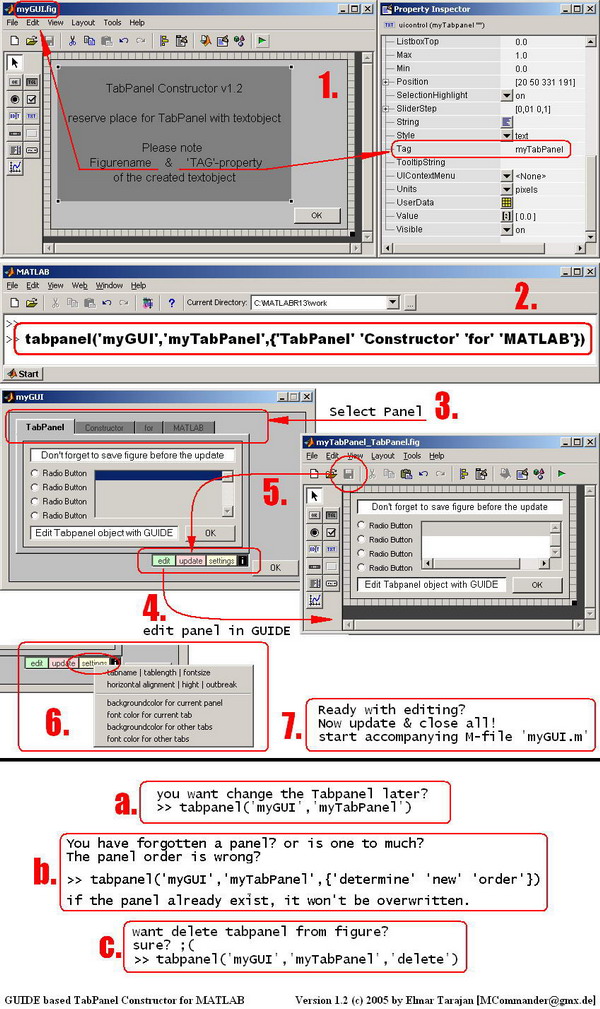 myGUI.fig
File Edit View Layout Tools Help
TabPanel Constructor v1.2
reserve place for TabPanel with textobject
Please note
Figurename & 'TAG'-property
of the created textobject
OK
1.
Property Inspector
uicontrol (myTabpanel "")
ListboxTop 0.0
Max 1.0
Min 0.0
Position [20 50 331 191]
SelectionHighlight on
SliderStep [0,01 0,1]
String
Style text
Tag myTabPanel
TooltipString
UIContextMenu <None>
Units pixels
UserData
Value [ 0.0 ]
Visible on
MATLAB
File Edit View Web Window Help
Current Directory: C:\MATLABR13\work
2.
>>
>> tabpanel('myGUI','myTabPanel',{'TabPanel' 'Constructor' 'for' 'MATLAB'})
Start
myGUI
TabPanel Constructor for MATLAB
Don't forget to save figure before the update
Radio Button
Radio Button
Radio Button
Radio Button
Edit Tabpanel object with GUIDE OK
edit update settings i
OK
Select Panel 3.
myTabPanel_TabPanel.fig
File Edit View Layout Tools Help
Don't forget to save figure before the update
Radio Button
Radio Button
Radio Button
Radio Button
Edit Tabpanel object with GUIDE OK
5.
4.
edit panel in GUIDE
edit update settings i
tabname | tablength | fontsize
horizontal alignment | hight | outbreak
backgroundcolor for current panel
font color for current tab
backgroundcolor for other tabs
font color for other tabs
6.
7.
Ready with editing?
Now update & close all!
start accompanying M-file 'myGUI.m'
a.
you want change the Tabpanel later?
>> tabpanel('myGUI','myTabPanel')
b.
You have forgotten a panel? or is one to much?
The panel order is wrong?
>> tabpanel('myGUI','myTabPanel',{'determine' 'new' 'order'})
if the panel already exist, it won't be overwritten.
c.
want delete tabpanel from figure?
sure? ;(
>> tabpanel('myGUI','myTabPanel','delete')
GUIDE based TabPanel Constructor for MATLAB Version 1.2 (c) 2005 by Elmar Tarajan [MCommander@gmx.de]